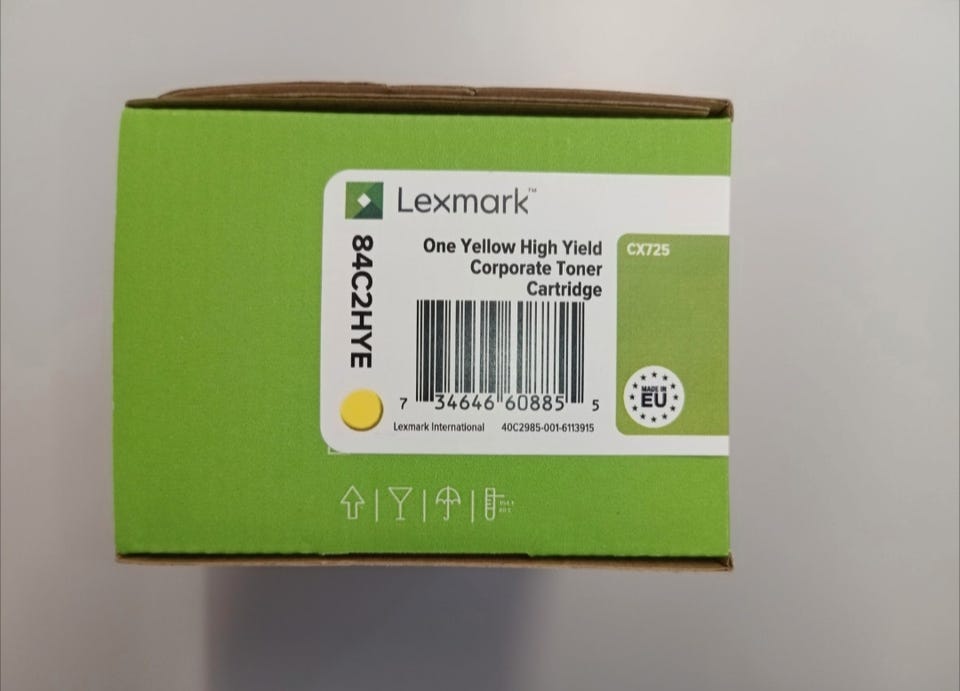 Lexmark™
84C2HYE
One Yellow High Yield
Corporate Toner
Cartridge
CX725
7 34646 60885 5
MADE IN
EU
Lexmark International 40C2985-001-6113915